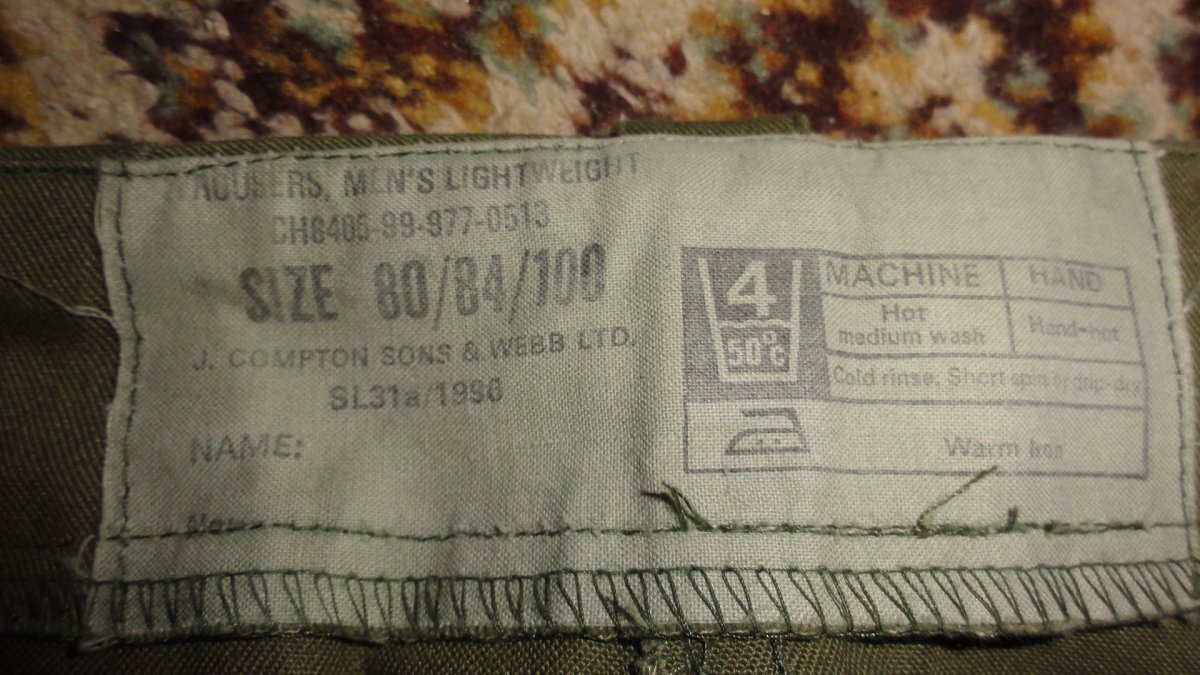 TROUSERS, MEN'S LIGHTWEIGHT
CH8405-99-977-0513
SIZE 80/84/100
J. COMPTON SONS & WEBB LTD.
SL31a/1996
NAME:
4
50°C
MACHINE HAND
Hot
medium wash
Hand-hot
Cold rinse. Short spin or drip-dry
Warm iron